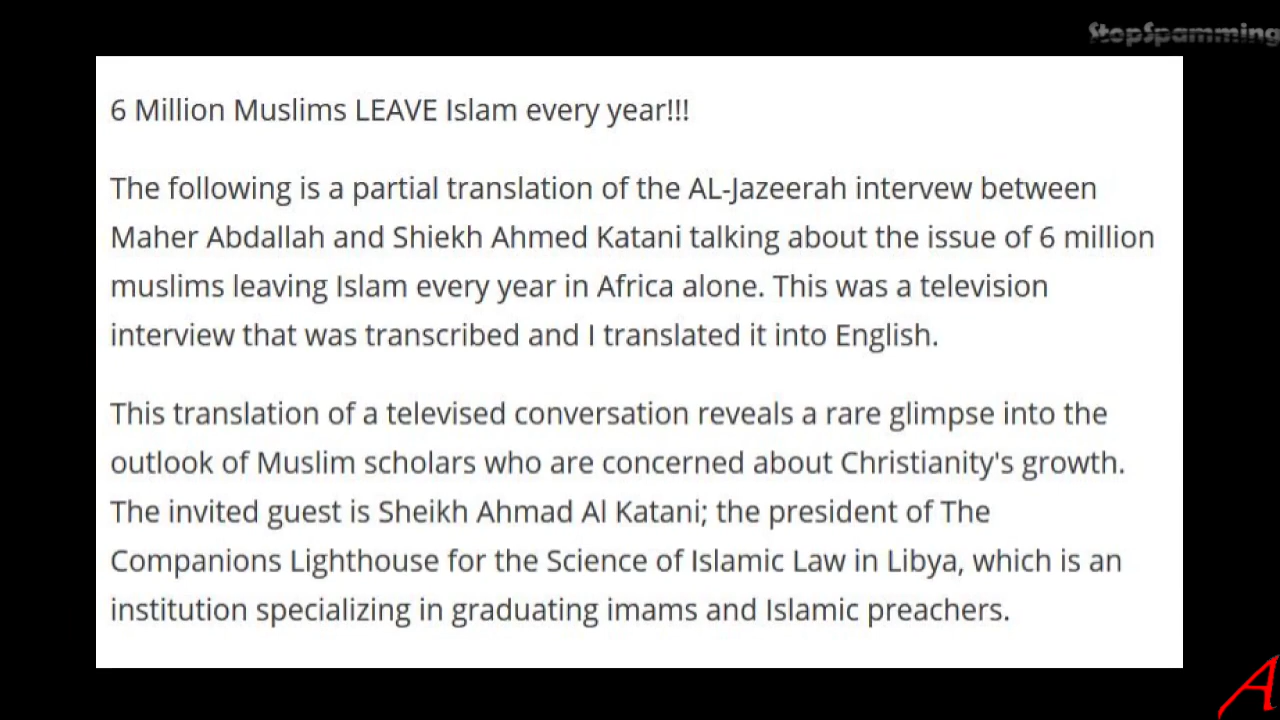 StopSpamming
6 Million Muslims LEAVE Islam every year!!!
The following is a partial translation of the AL-Jazeerah intervew between
Maher Abdallah and Shiekh Ahmed Katani talking about the issue of 6 million
muslims leaving Islam every year in Africa alone. This was a television
interview that was transcribed and I translated it into English.
This translation of a televised conversation reveals a rare glimpse into the
outlook of Muslim scholars who are concerned about Christianity's growth.
The invited guest is Sheikh Ahmad Al Katani; the president of The
Companions Lighthouse for the Science of Islamic Law in Libya, which is an
institution specializing in graduating imams and Islamic preachers.
A